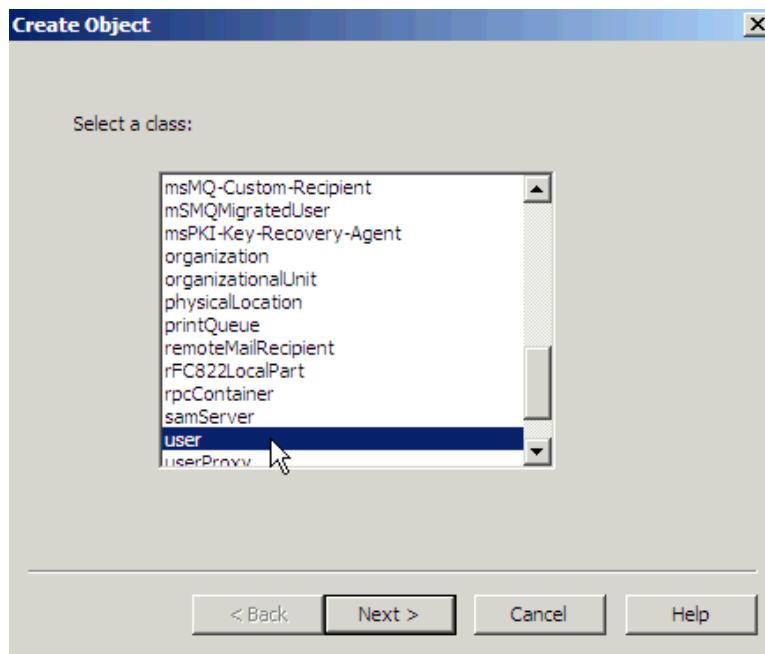 Create Object
Select a class:
msMQ-Custom-Recipient
mSMQMigratedUser
msPKI-Key-Recovery-Agent
organization
organizationalUnit
physicalLocation
printQueue
remoteMailRecipient
rFC822LocalPart
rpcContainer
samServer
user
userProxy
< Back Next > Cancel Help